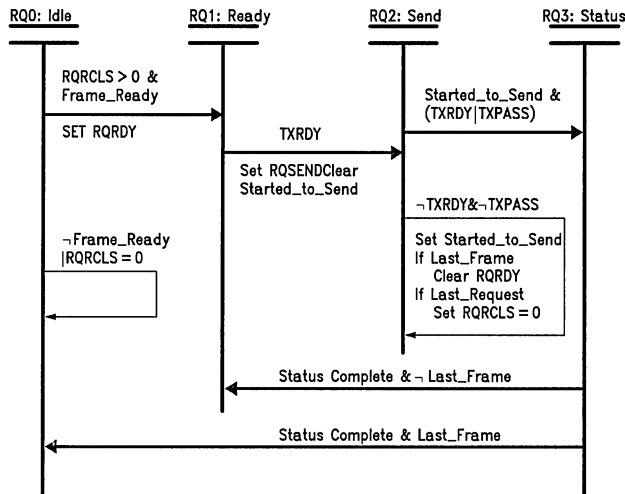 RQ0: Idle
RQ1: Ready
RQ2: Send
RQ3: Status
RQRCLS > 0 &
Frame_Ready
SET RQRDY
TXRDY
Set RQSENDClear
Started_to_Send
Started_to_Send &
(TXRDY|TXPASS)
¬TXRDY&¬TXPASS
Set Started_to_Send
If Last_Frame
Clear RQRDY
If Last_Request
Set RQRCLS = 0
¬Frame_Ready
|RQRCLS = 0
Status Complete & ¬ Last_Frame
Status Complete & Last_Frame